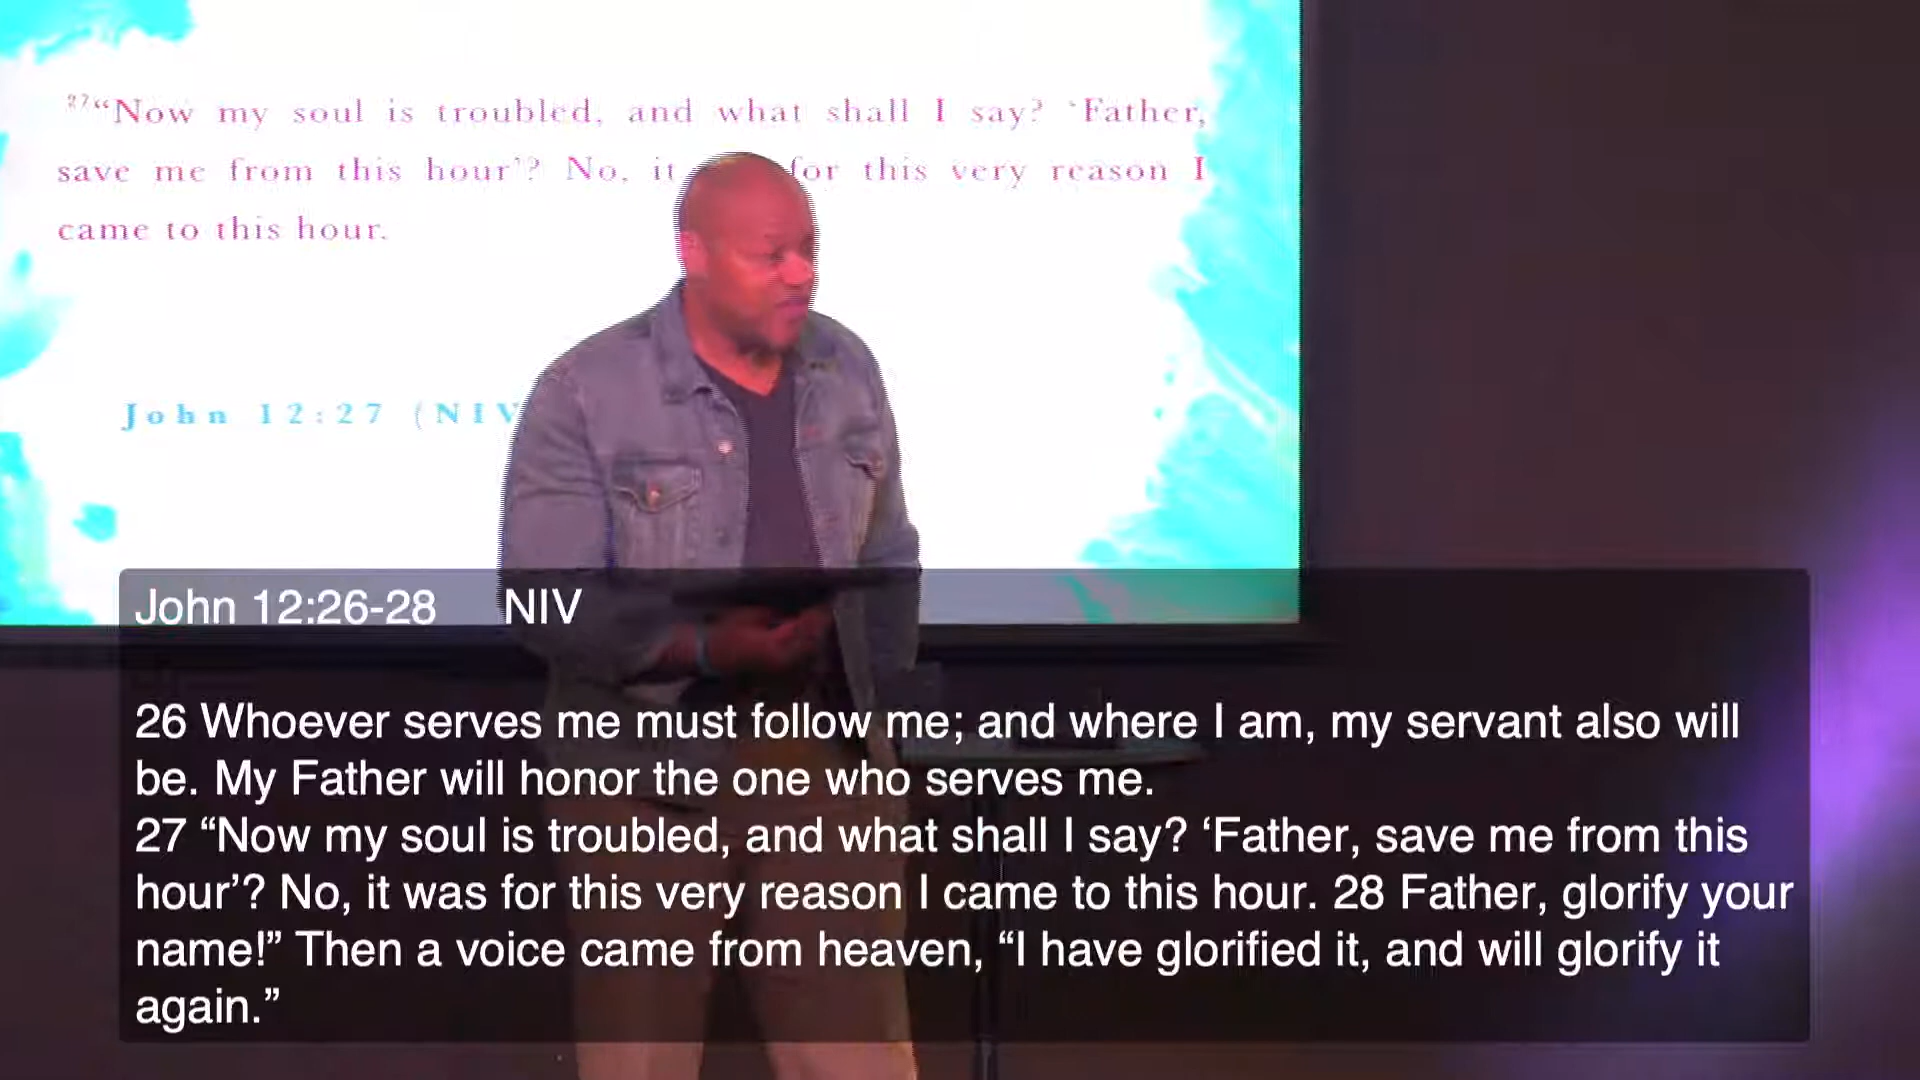 27“Now my soul is troubled, and what shall I say? ‘Father,
save me from this hour’? No, it for this very reason I
came to this hour.
John 12:27 (NIV
John 12:26-28 NIV
26 Whoever serves me must follow me; and where I am, my servant also will
be. My Father will honor the one who serves me.
27 “Now my soul is troubled, and what shall I say? ‘Father, save me from this
hour’? No, it was for this very reason I came to this hour. 28 Father, glorify your
name!” Then a voice came from heaven, “I have glorified it, and will glorify it
again.”